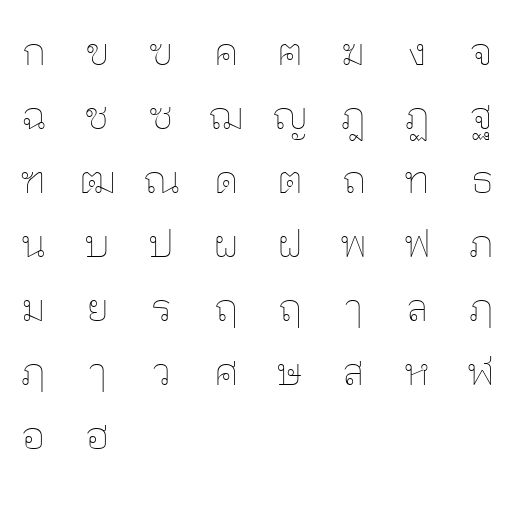 ก ข ฃ ค ฅ ฆ ง จ
ฉ ช ซ ฌ ญ ฎ ฏ ฐ
ฑ ฒ ณ ด ต ถ ท ธ
น บ ป ผ ฝ พ ฟ ภ
ม ย ร ฤ ฤ ๅ ล ฦ
ฦ ๅ ว ศ ษ ส ห ฬ
อ ฮ